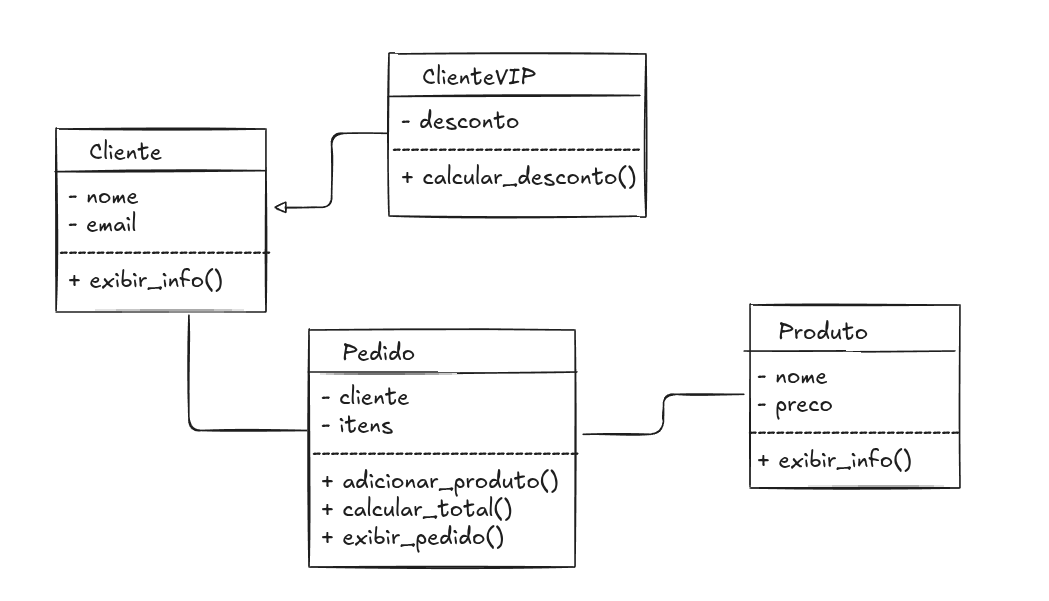 ClienteVIP
- desconto
+ calcular_desconto()
Cliente
- nome
- email
+ exibir_info()
Pedido
- cliente
- itens
+ adicionar_produto()
+ calcular_total()
+ exibir_pedido()
Produto
- nome
- preco
+ exibir_info()